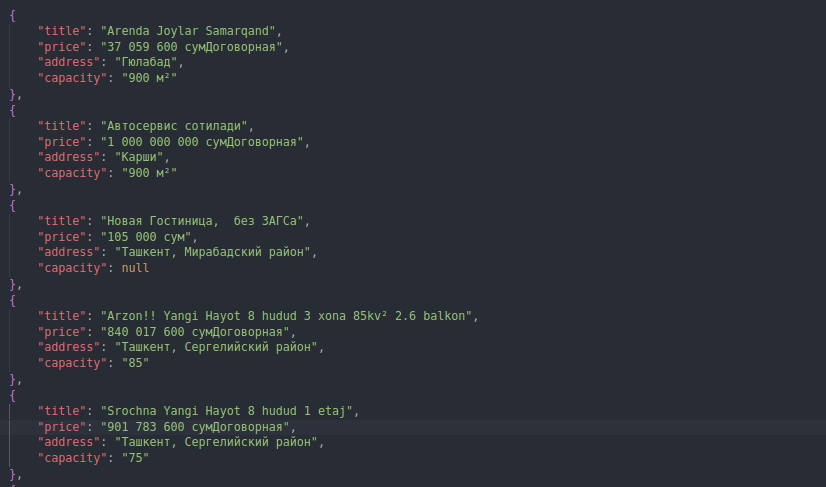 {
"title": "Arenda Joylar Samarqand",
"price": "37 059 600 сумДоговорная",
"address": "Гюлабад",
"capacity": "900 м²"
},
{
"title": "Автосервис сотилади",
"price": "1 000 000 000 сумДоговорная",
"address": "Карши",
"capacity": "900 м²"
},
{
"title": "Новая Гостиница,  без ЗАГСа",
"price": "105 000 сум",
"address": "Ташкент, Мирабадский район",
"capacity": null
},
{
"title": "Arzon!! Yangi Hayot 8 hudud 3 xona 85kv² 2.6 balkon",
"price": "840 017 600 сумДоговорная",
"address": "Ташкент, Сергелийский район",
"capacity": "85"
},
{
"title": "Srochna Yangi Hayot 8 hudud 1 etaj",
"price": "901 783 600 сумДоговорная",
"address": "Ташкент, Сергелийский район",
"capacity": "75"
},